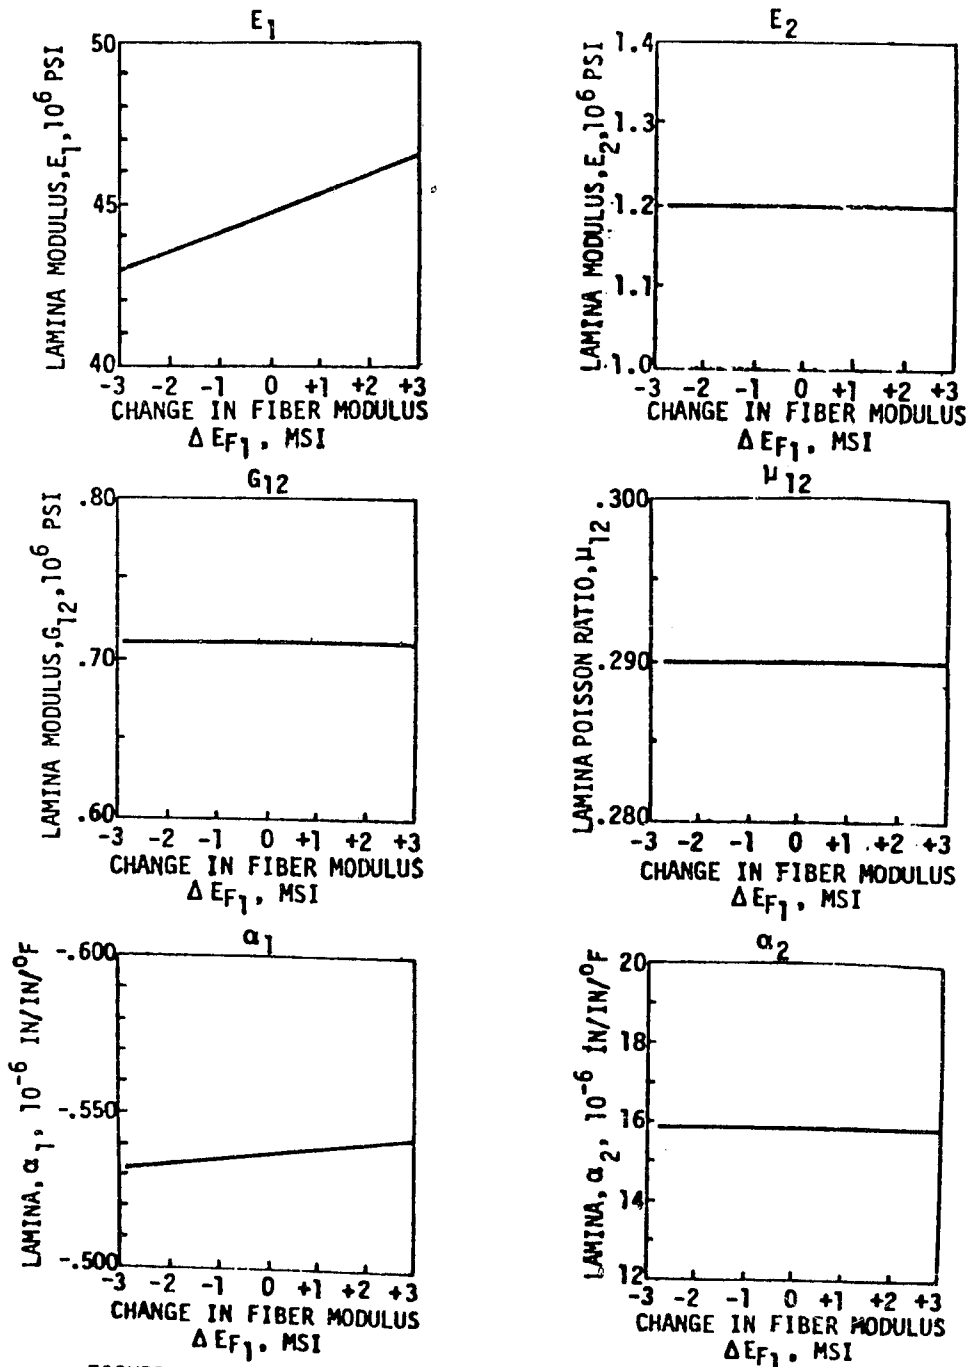 E1
LAMINA MODULUS, E1, 10^6 PSI
50
45
40
-3 -2 -1 0 +1 +2 +3
CHANGE IN FIBER MODULUS
Δ EF1, MSI
E2
LAMINA MODULUS, E2, 10^6 PSI
1.4
1.3
1.2
1.1
1.0
-3 -2 -1 0 +1 +2 +3
CHANGE IN FIBER MODULUS
Δ EF1, MSI
G12
LAMINA MODULUS, G12, 10^6 PSI
.80
.70
.60
-3 -2 -1 0 +1 +2 +3
CHANGE IN FIBER MODULUS
Δ EF1, MSI
μ12
LAMINA POISSON RATIO, μ12
.300
.290
.280
-3 -2 -1 0 +1 +2 +3
CHANGE IN FIBER MODULUS
Δ EF1, MSI
α1
LAMINA, α1, 10^-6 IN/IN/°F
-.600
-.550
-.500
-3 -2 -1 0 +1 +2 +3
CHANGE IN FIBER MODULUS
Δ EF1, MSI
α2
LAMINA, α2, 10^-6 IN/IN/°F
20
18
16
14
12
-3 -2 -1 0 +1 +2 +3
CHANGE IN FIBER MODULUS
Δ EF1, MSI